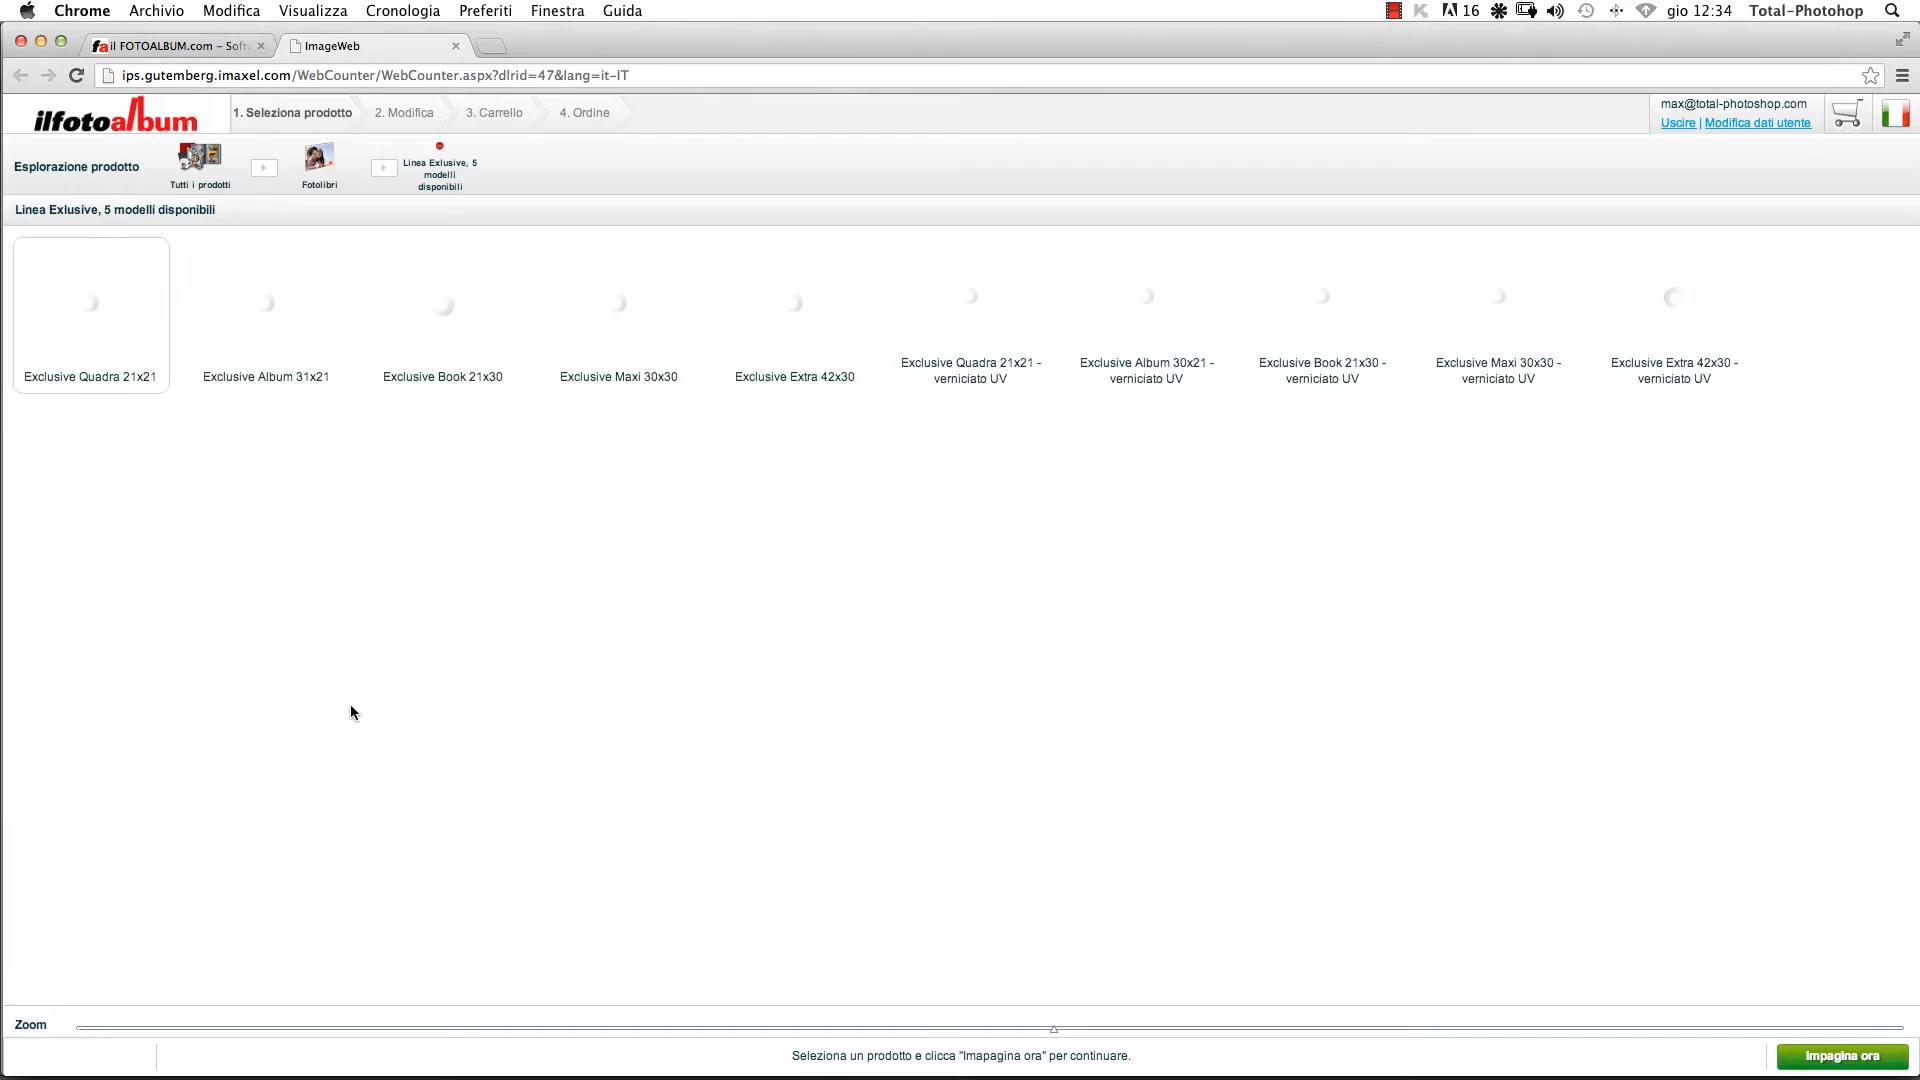 Chrome Archivio Modifica Visualizza Cronologia Preferiti Finestra Guida 16 gio 12:34 Total-Photohop
fa il FOTOALBUM.com – Soft ImageWeb
ips.gutemberg.imaxel.com/WebCounter/WebCounter.aspx?dlrid=47&lang=it-IT
ilfotoalbum 1. Seleziona prodotto 2. Modifica 3. Carrello 4. Ordine
max@total-photoshop.com
Uscire | Modifica dati utente
Esplorazione prodotto
Tutti i prodotti
Fotolibri
Linea Exlusive, 5
modelli
disponibili
Linea Exlusive, 5 modelli disponibili
Exclusive Quadra 21x21
Exclusive Album 31x21
Exclusive Book 21x30
Exclusive Maxi 30x30
Exclusive Extra 42x30
Exclusive Quadra 21x21 -
verniciato UV
Exclusive Album 30x21 -
verniciato UV
Exclusive Book 21x30 -
verniciato UV
Exclusive Maxi 30x30 -
verniciato UV
Exclusive Extra 42x30 -
verniciato UV
Zoom
Seleziona un prodotto e clicca "Imapagina ora" per continuare.
Impagina ora